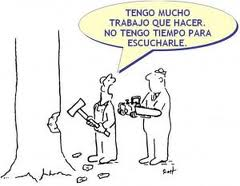 TENGO MUCHO
TRABAJO QUE HACER.
NO TENGO TIEMPO PARA
ESCUCHARLE.